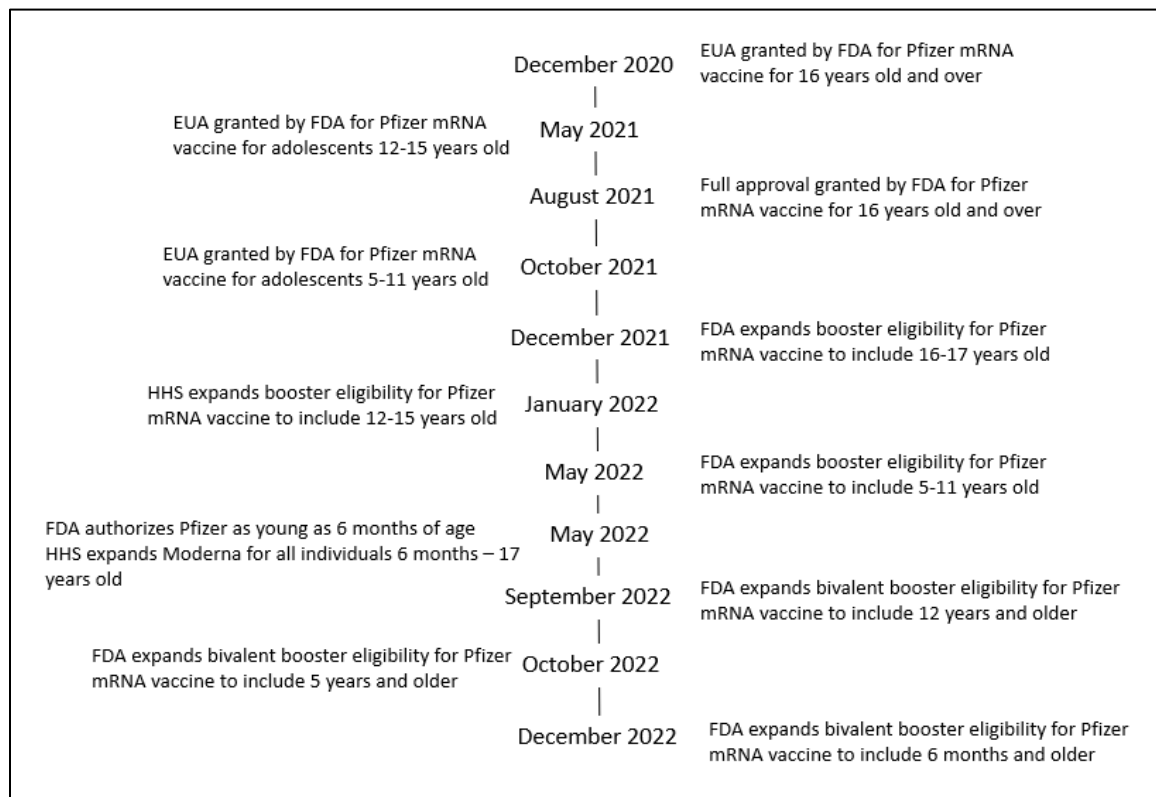 December 2020
EUA granted by FDA for Pfizer mRNA
vaccine for 16 years old and over
EUA granted by FDA for Pfizer mRNA
vaccine for adolescents 12-15 years old
May 2021
August 2021
Full approval granted by FDA for Pfizer
mRNA vaccine for 16 years old and over
EUA granted by FDA for Pfizer mRNA
vaccine for adolescents 5-11 years old
October 2021
December 2021
FDA expands booster eligibility for Pfizer
mRNA vaccine to include 16-17 years old
HHS expands booster eligibility for Pfizer
mRNA vaccine to include 12-15 years old
January 2022
May 2022
FDA expands booster eligibility for Pfizer
mRNA vaccine to include 5-11 years old
FDA authorizes Pfizer as young as 6 months of age
HHS expands Moderna for all individuals 6 months – 17
years old
May 2022
September 2022
FDA expands bivalent booster eligibility for Pfizer
mRNA vaccine to include 12 years and older
FDA expands bivalent booster eligibility for Pfizer
mRNA vaccine to include 5 years and older
October 2022
December 2022
FDA expands bivalent booster eligibility for Pfizer
mRNA vaccine to include 6 months and older